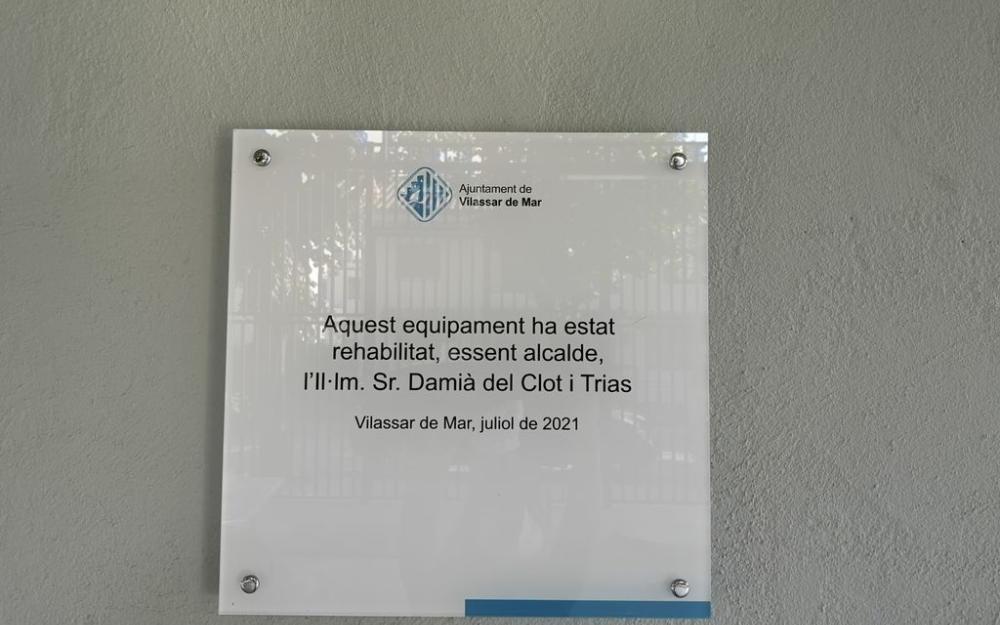 Ajuntament de
Vilassar de Mar
Aquest equipament ha estat
rehabilitat, essent alcalde,
l'Il·lm. Sr. Damià del Clot i Trias
Vilassar de Mar, juliol de 2021